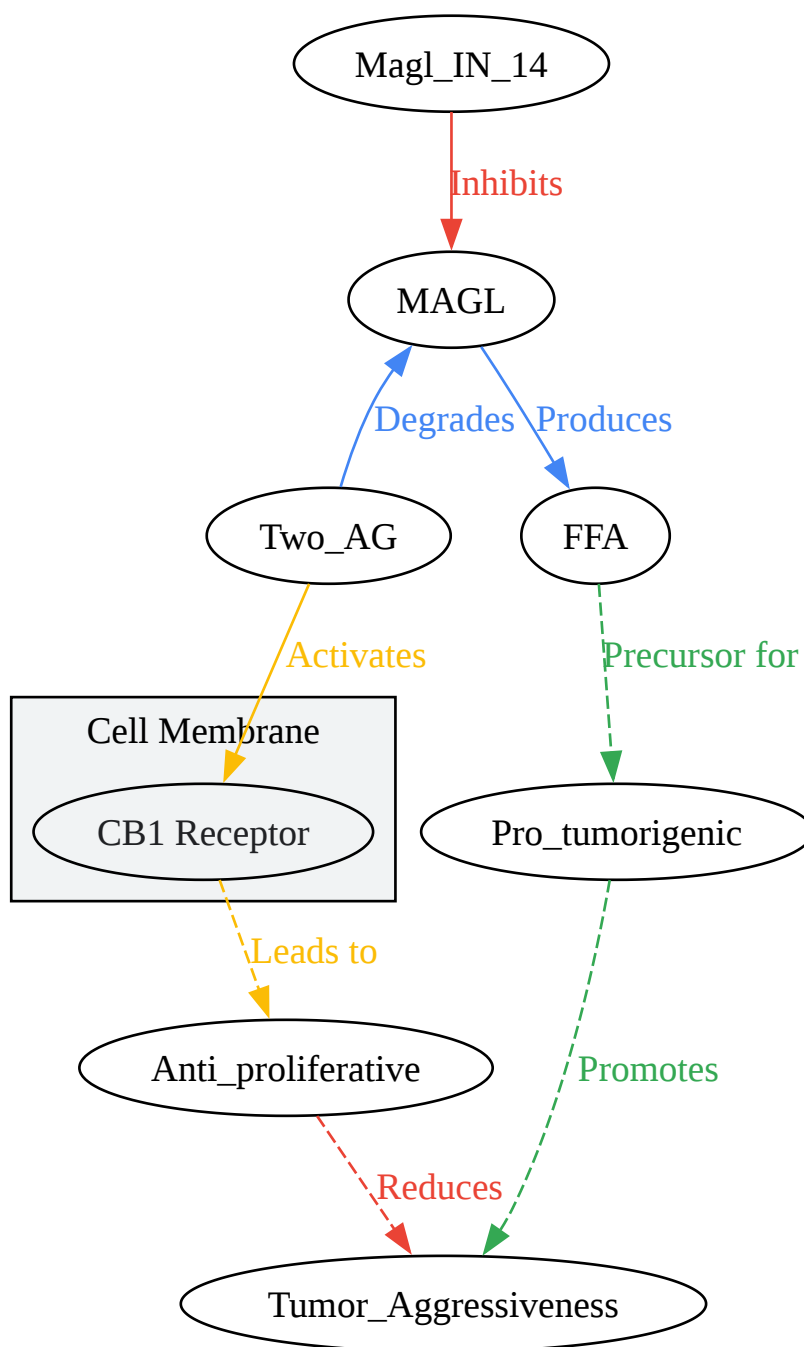 Magl_IN_14
Inhibits
MAGL
Degrades
Produces
Two_AG
FFA
Activates
Precursor for
Cell Membrane
CB1 Receptor
Pro_tumorigenic
Leads to
Anti_proliferative
Promotes
Reduces
Tumor_Aggressiveness